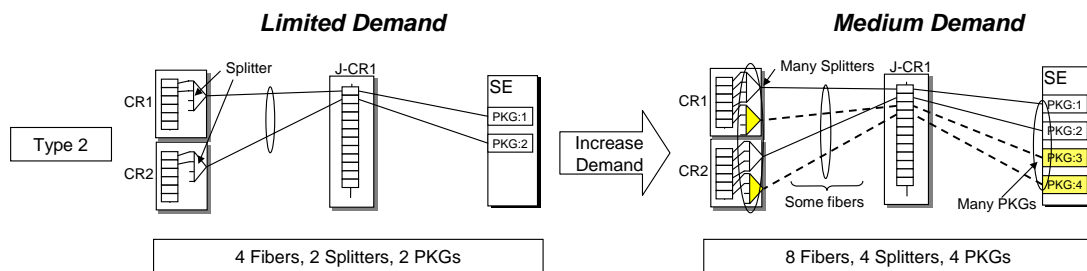 Limited Demand
Medium Demand
Type 2
Splitter
J-CR1
CR1
CR2
SE
PKG:1
PKG:2
Increase
Demand
Many Splitters
J-CR1
CR1
CR2
SE
PKG:1
PKG:2
PKG:3
PKG:4
Some fibers
Many PKGs
4 Fibers, 2 Splitters, 2 PKGs
8 Fibers, 4 Splitters, 4 PKGs